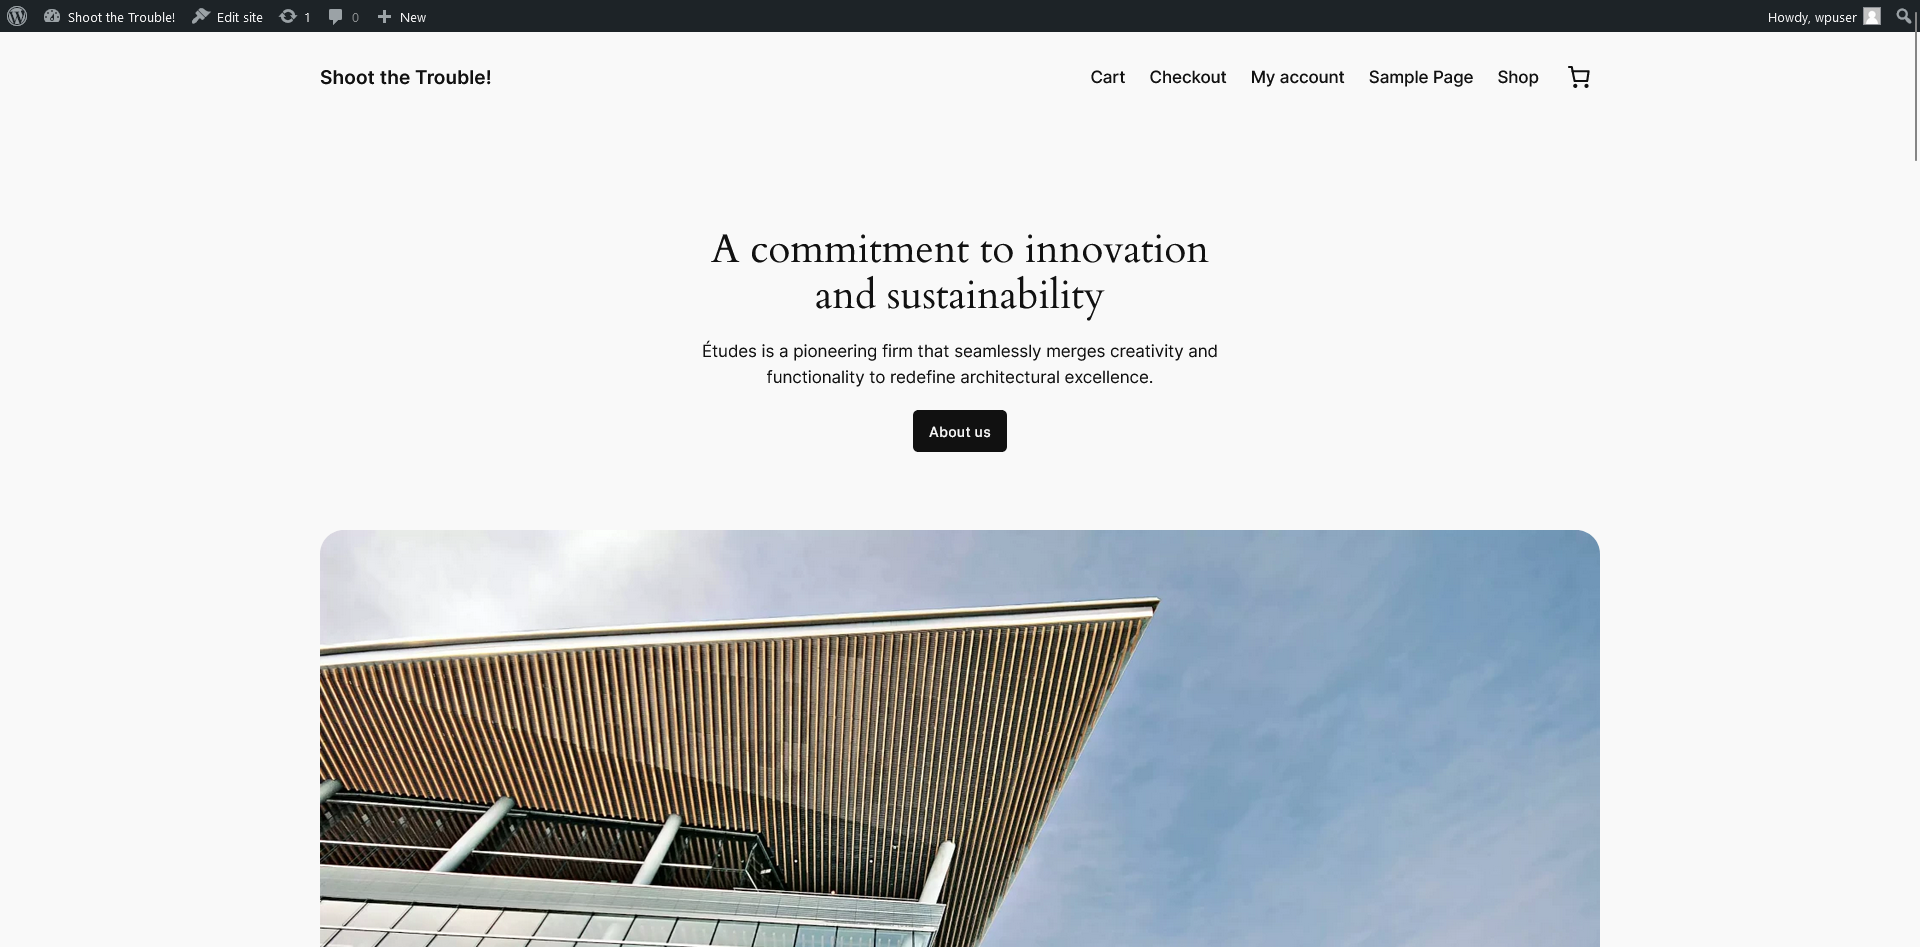 Shoot the Trouble! Edit site 1 0 New Howdy, wpuser
Shoot the Trouble! Cart Checkout My account Sample Page Shop
A commitment to innovation
and sustainability
Études is a pioneering firm that seamlessly merges creativity and
functionality to redefine architectural excellence.
About us